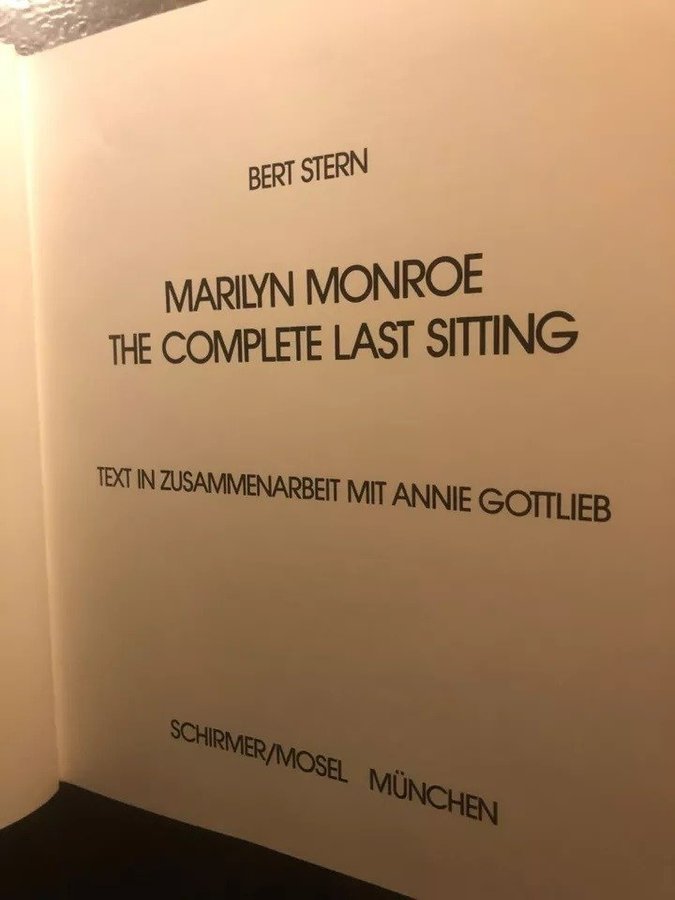 BERT STERN
MARILYN MONROE
THE COMPLETE LAST SITTING
TEXT IN ZUSAMMENARBEIT MIT ANNIE GOTTLIEB
SCHIRMER/MOSEL MÜNCHEN